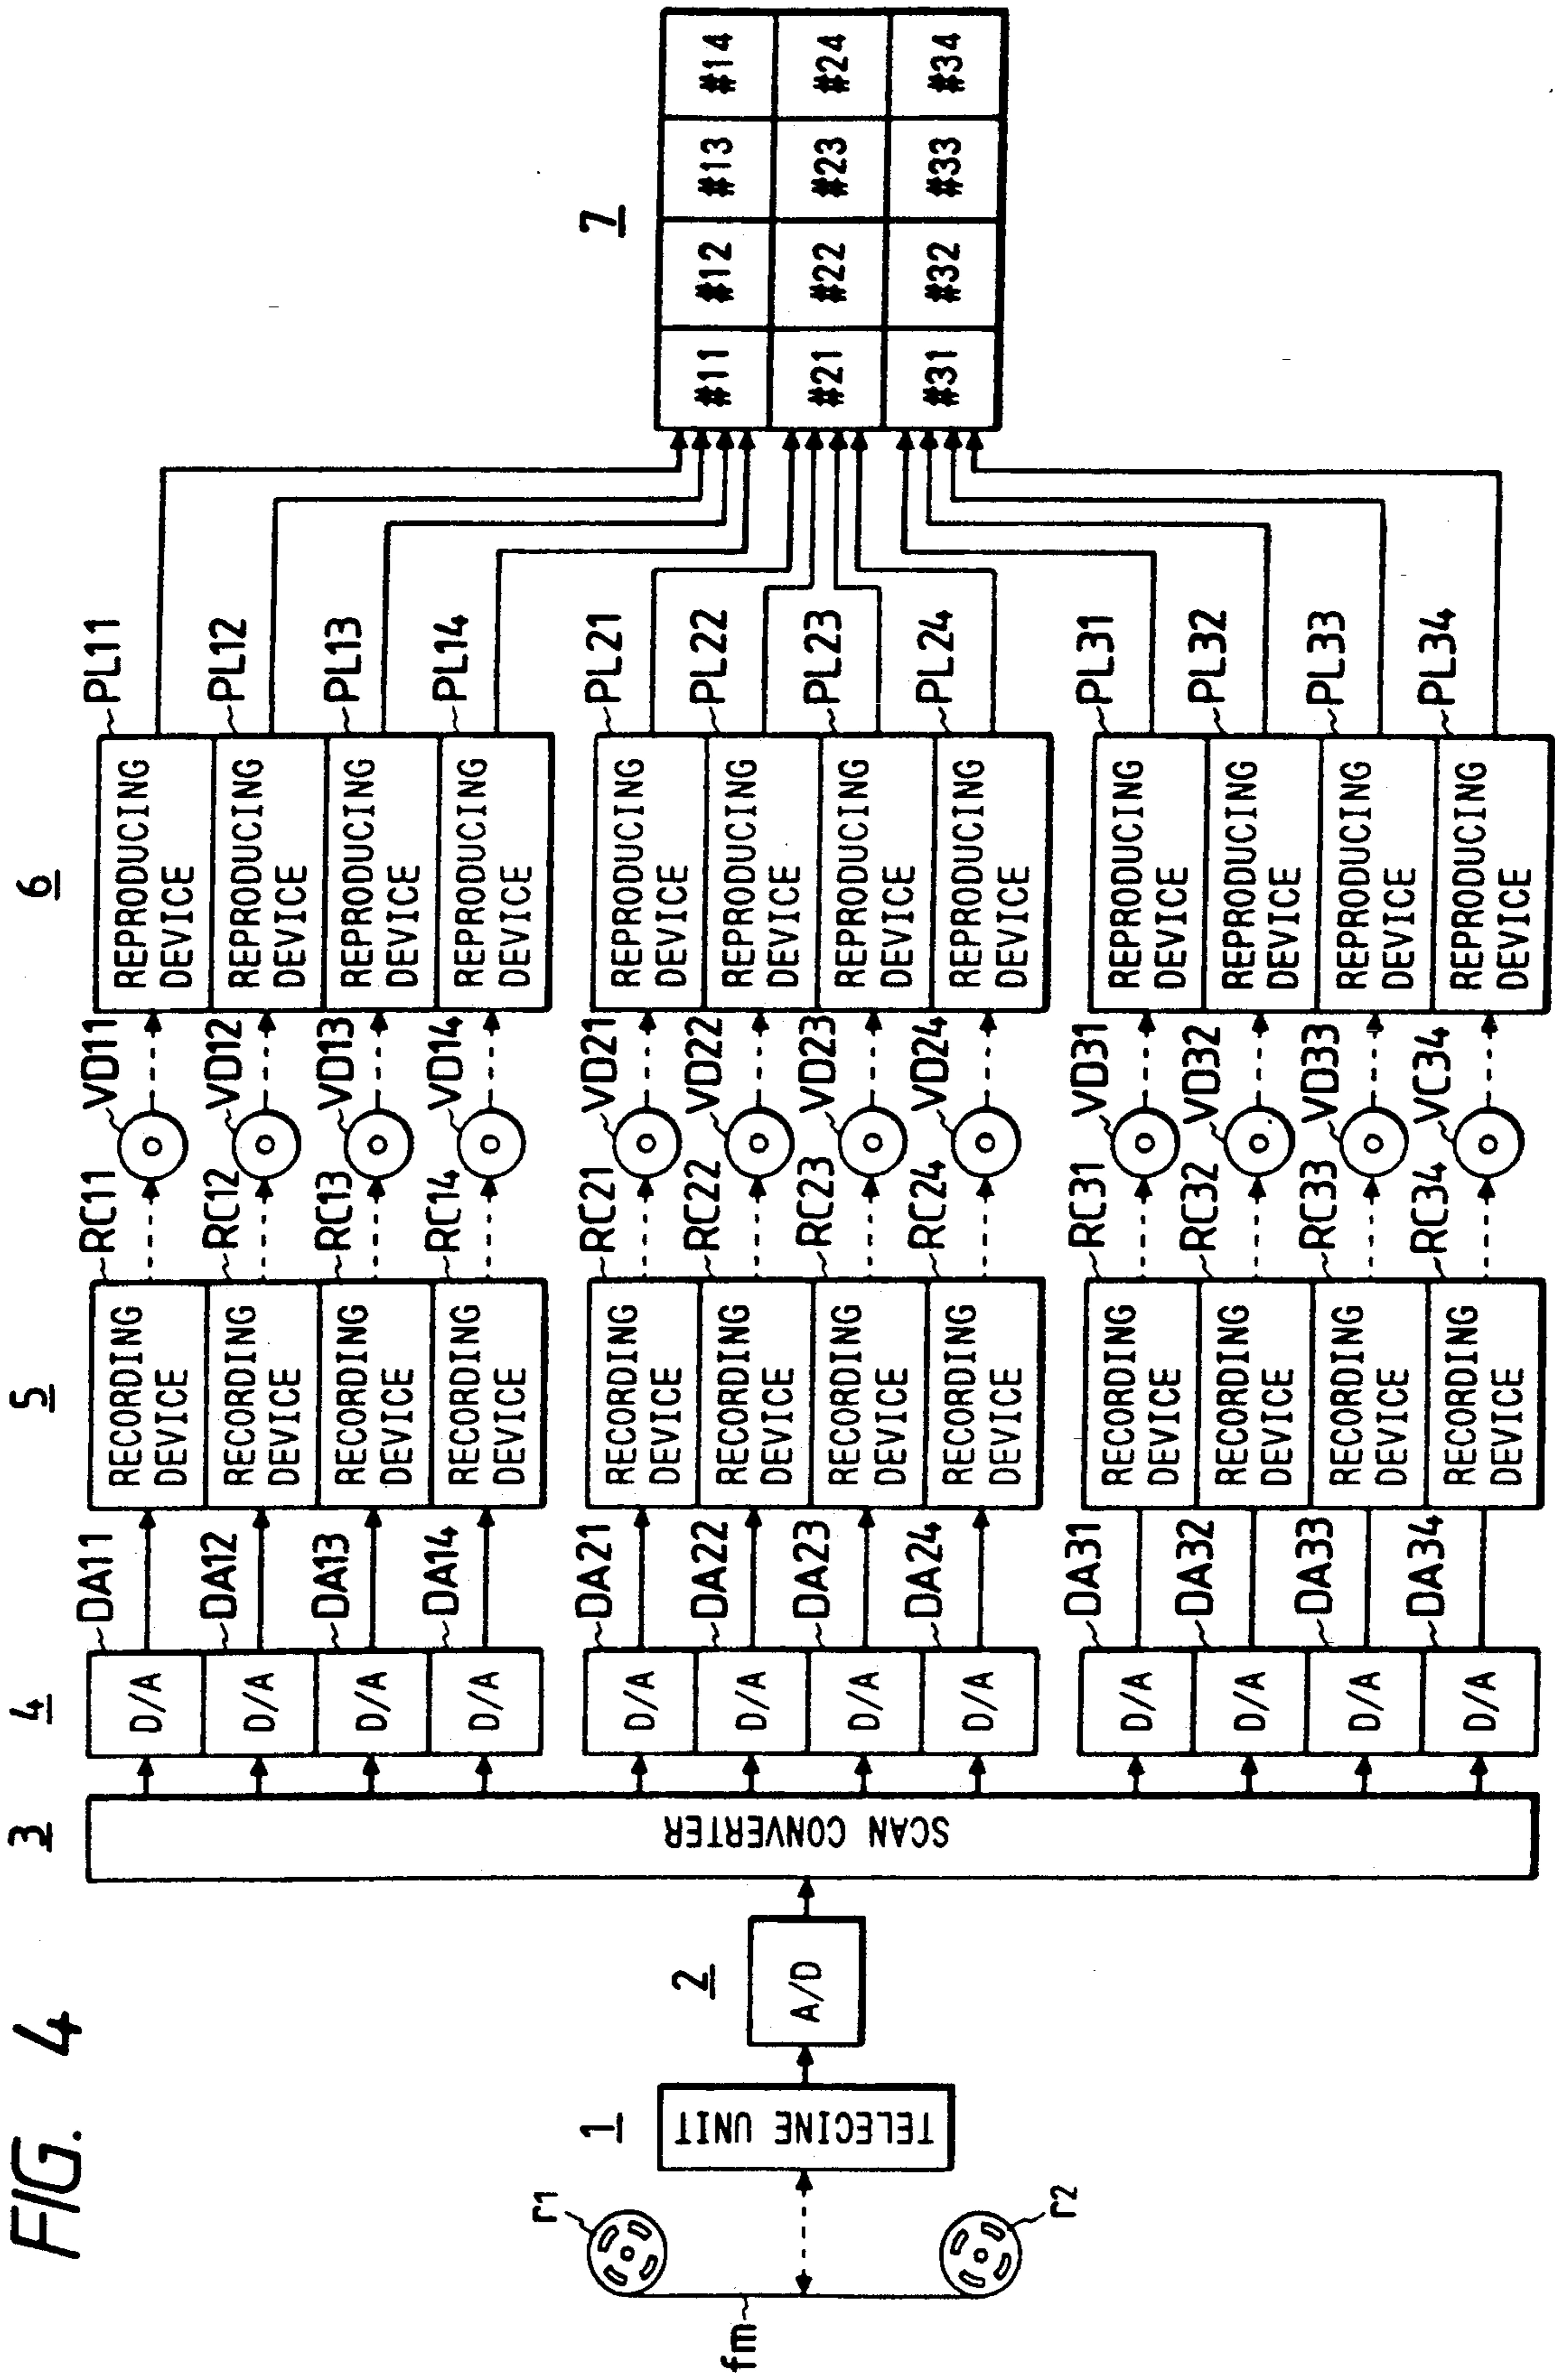 FIG. 4
fm
r1
r2
1
TELECINE UNIT
2
A/D
3
SCAN CONVERTER
4
D/A
DA11
D/A
DA12
D/A
DA13
D/A
DA14
D/A
DA21
D/A
DA22
D/A
DA23
D/A
DA24
D/A
DA31
D/A
DA32
D/A
DA33
D/A
DA34
5
RECORDING
DEVICE
RC11
RECORDING
DEVICE
RC12
RECORDING
DEVICE
RC13
RECORDING
DEVICE
RC14
RECORDING
DEVICE
RC21
RECORDING
DEVICE
RC22
RECORDING
DEVICE
RC23
RECORDING
DEVICE
RC24
RECORDING
DEVICE
RC31
RECORDING
DEVICE
RC32
RECORDING
DEVICE
RC33
RECORDING
DEVICE
RC34
VD11
VD12
VD13
VD14
VD21
VD22
VD23
VD24
VD31
VD32
VD33
VC34
6
REPRODUCING
DEVICE
PL11
REPRODUCING
DEVICE
PL12
REPRODUCING
DEVICE
PL13
REPRODUCING
DEVICE
PL14
REPRODUCING
DEVICE
PL21
REPRODUCING
DEVICE
PL22
REPRODUCING
DEVICE
PL23
REPRODUCING
DEVICE
PL24
REPRODUCING
DEVICE
PL31
REPRODUCING
DEVICE
PL32
REPRODUCING
DEVICE
PL33
REPRODUCING
DEVICE
PL34
7
#11 #12 #13 #14
#21 #22 #23 #24
#31 #32 #33 #34